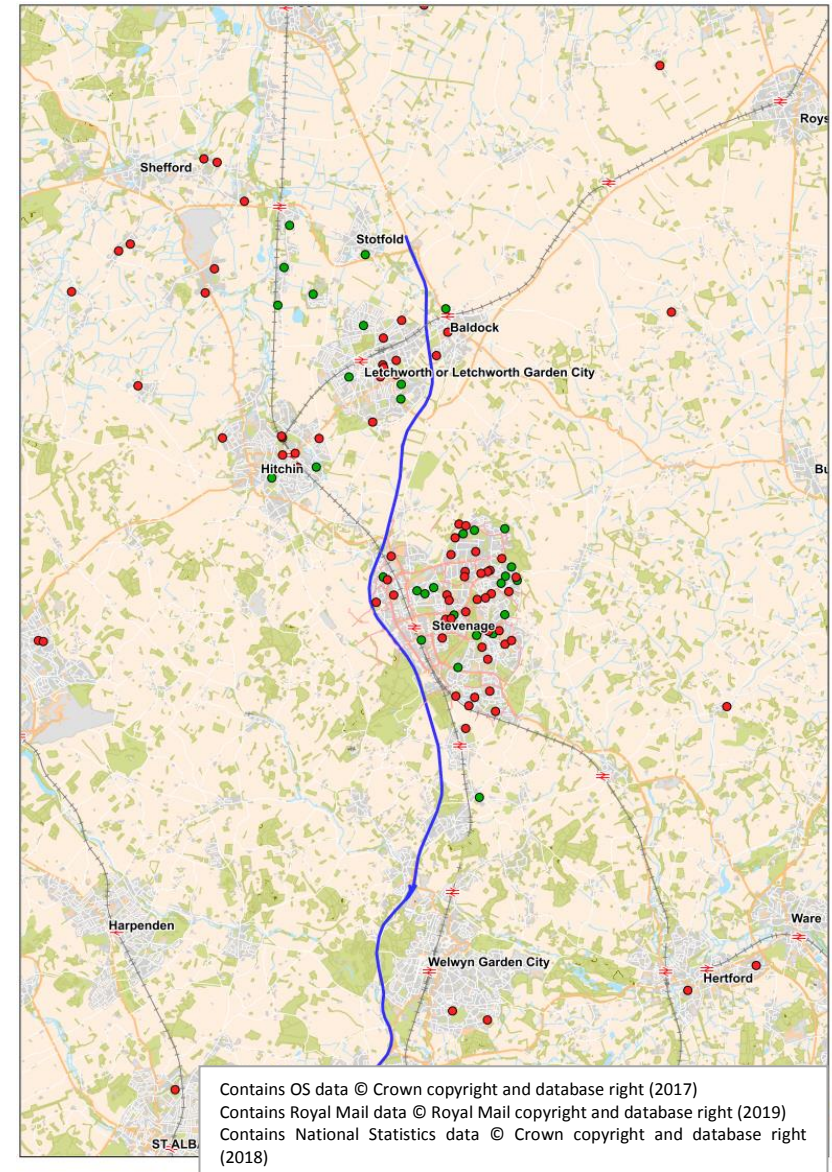 Roys
Shefford
Stotfold
Baldock
Letchworth or Letchworth Garden City
Hitchin
Bu
Stevenage
Harpenden
Ware
Welwyn Garden City
Hertford
ST ALB
Contains OS data © Crown copyright and database right (2017)
Contains Royal Mail data © Royal Mail copyright and database right (2019)
Contains National Statistics data © Crown copyright and database right
(2018)